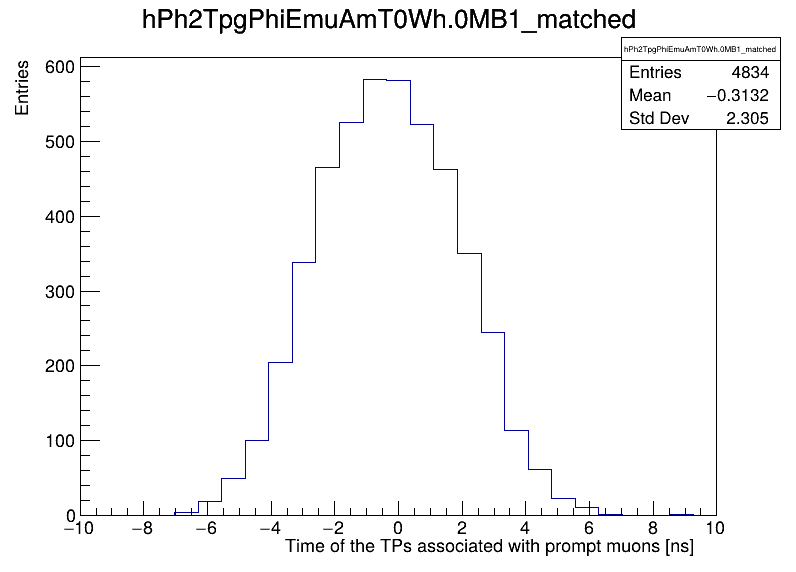 hPh2TpgPhiEmuAmT0Wh.0MB1_matched
hPh2TpgPhiEmuAmT0Wh.0MB1_matched
Entries 4834
Mean −0.3132
Std Dev 2.305
Entries
600
500
400
300
200
100
0
−10 −8 −6 −4 −2 0 2 4 6 8 10
Time of the TPs associated with prompt muons [ns]